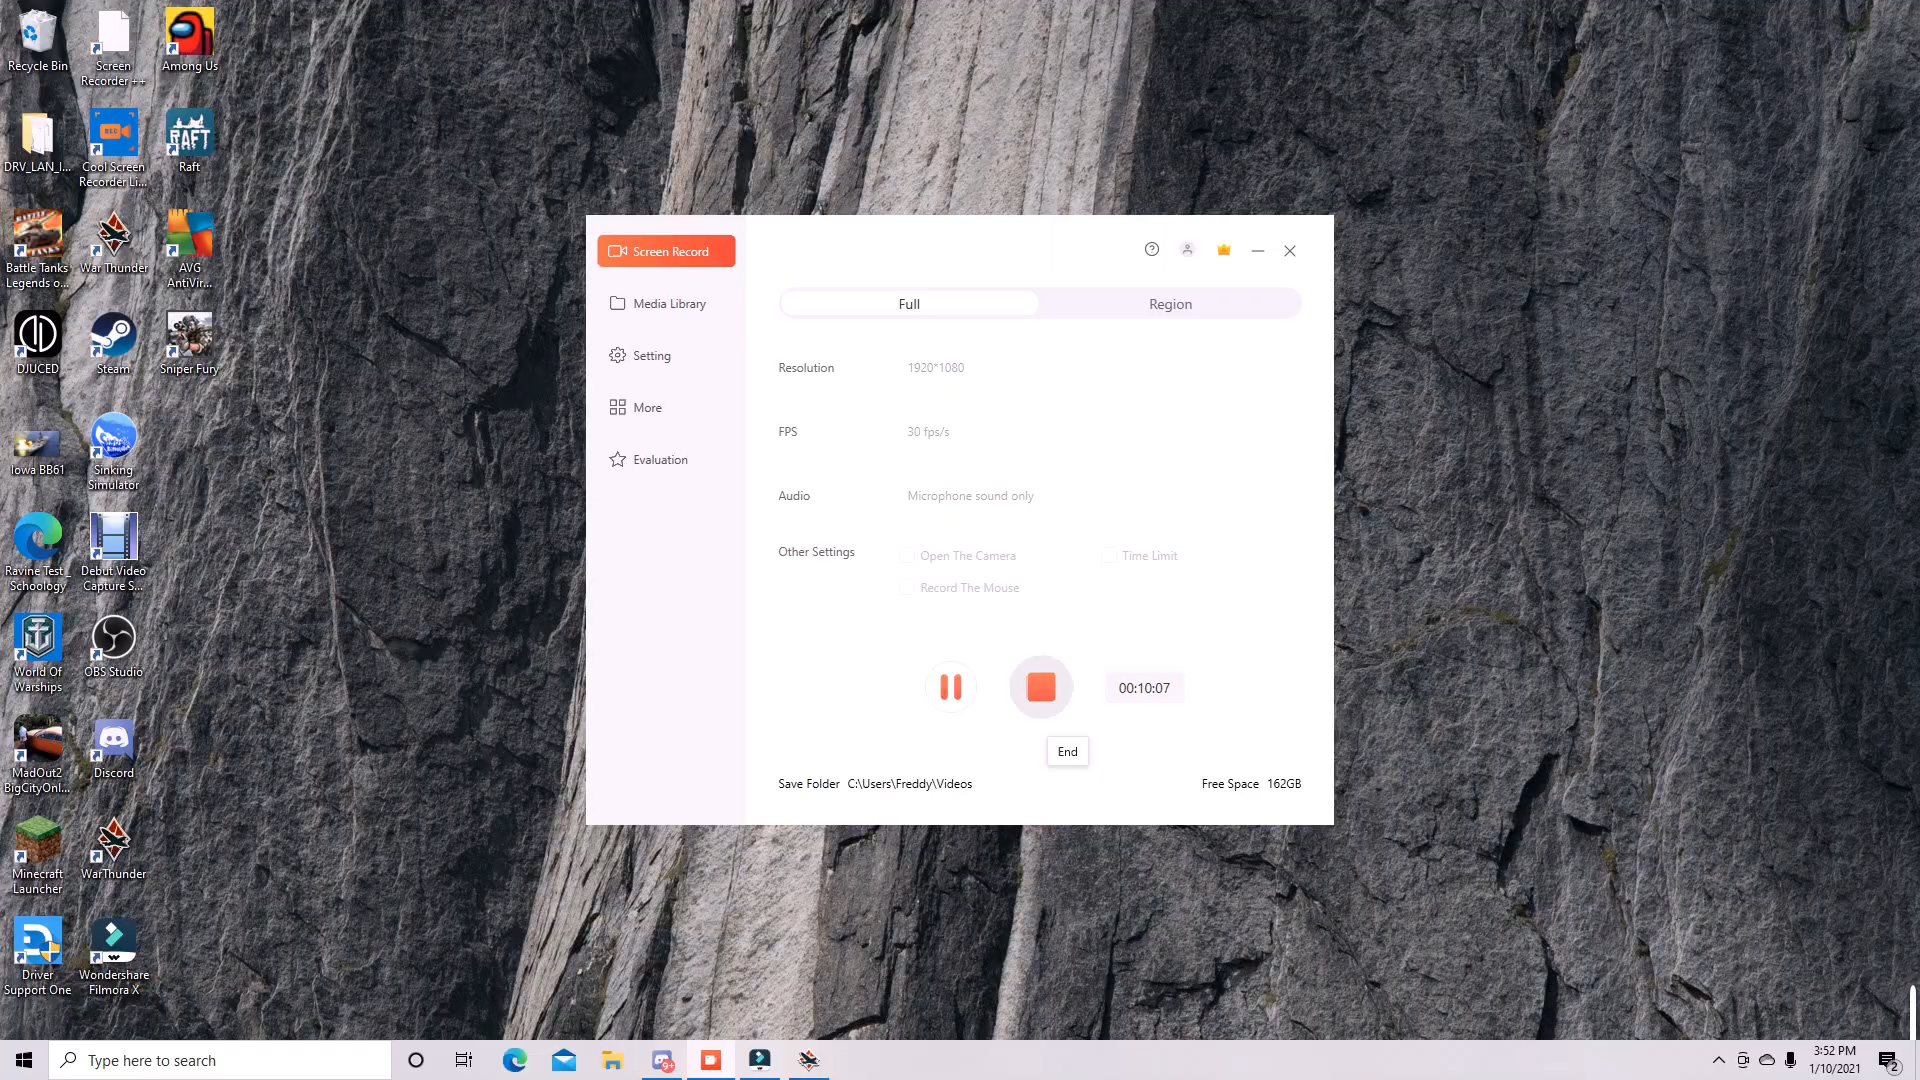 Recycle Bin
Screen
Recorder ++
Among Us
DRV_LAN_I...
Cool Screen
Recorder Li...
RAFT
Raft
Battle Tanks
Legends o...
War Thunder
AVG
AntiVir...
DJUCED
Steam
Sniper Fury
Iowa BB61
Sinking
Simulator
Ravine Test_
Schoology
Debut Video
Capture S...
World Of
Warships
OBS Studio
MadOut2
BigCityOnl...
Discord
Minecraft
Launcher
WarThunder
Driver
Support One
Wondershare
Filmora X
Screen Record
Media Library
Setting
More
Evaluation
Full
Region
Resolution
1920*1080
FPS
30 fps/s
Audio
Microphone sound only
Other Settings
Open The Camera
Time Limit
Record The Mouse
00:10:07
End
Save Folder C:\Users\Freddy\Videos
Free Space 162GB
Type here to search
9+
3:52 PM
1/10/2021
2